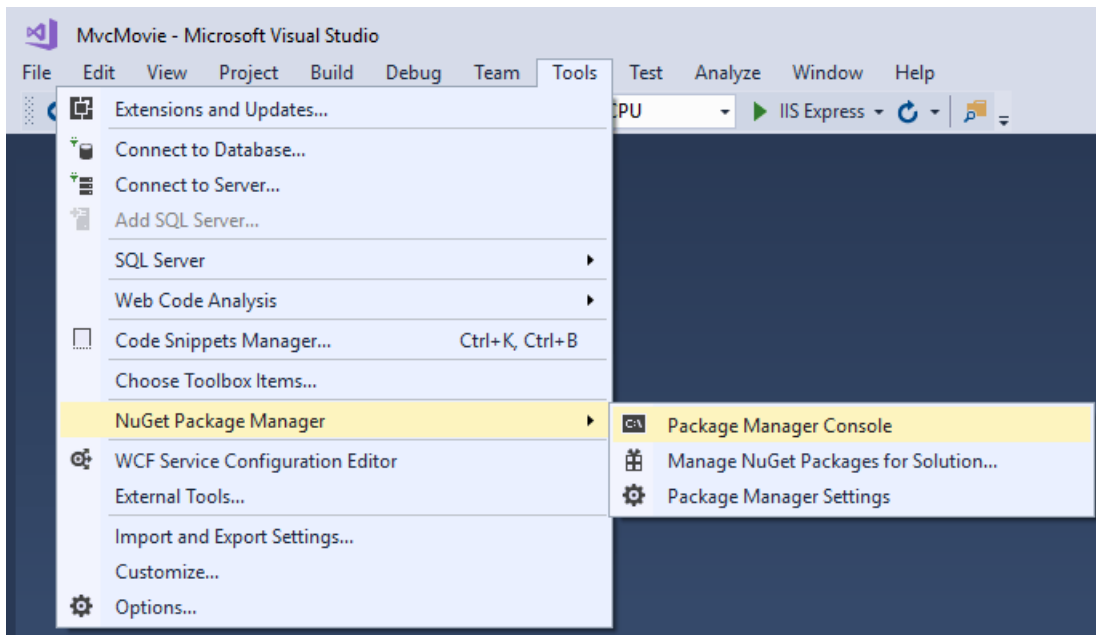 MvcMovie - Microsoft Visual Studio
File Edit View Project Build Debug Team Tools Test Analyze Window Help
Extensions and Updates...
IIS Express
Connect to Database...
Connect to Server...
Add SQL Server...
SQL Server
Web Code Analysis
Code Snippets Manager... Ctrl+K, Ctrl+B
Choose Toolbox Items...
NuGet Package Manager
Package Manager Console
WCF Service Configuration Editor
Manage NuGet Packages for Solution...
External Tools...
Package Manager Settings
Import and Export Settings...
Customize...
Options...